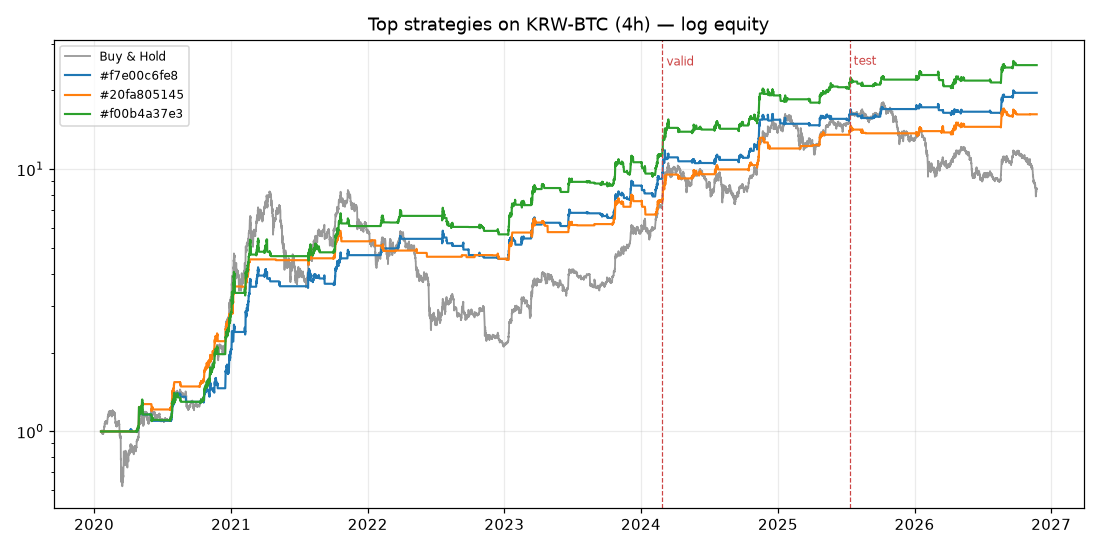 Top strategies on KRW-BTC (4h) — log equity
Buy & Hold
#f7e00c6fe8
#20fa805145
#f00b4a37e3
valid
test
10¹
10⁰
2020 2021 2022 2023 2024 2025 2026 2027